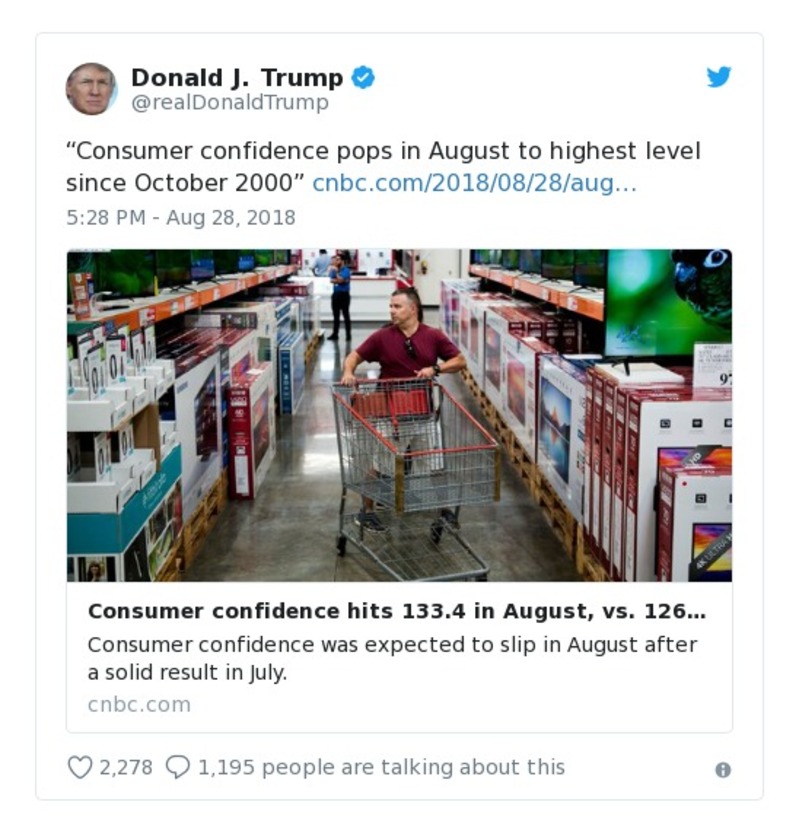 Donald J. Trump
@realDonaldTrump
“Consumer confidence pops in August to highest level
since October 2000” cnbc.com/2018/08/28/aug…
5:28 PM - Aug 28, 2018
97
4K ULTRA HD
Consumer confidence hits 133.4 in August, vs. 126…
Consumer confidence was expected to slip in August after
a solid result in July.
cnbc.com
2,278 1,195 people are talking about this